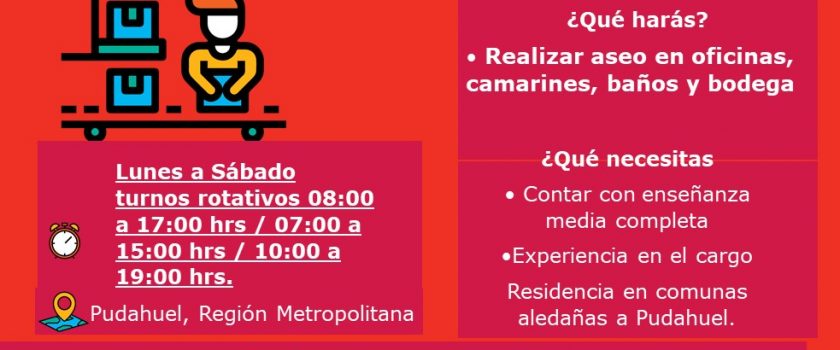 Lunes a Sábado
turnos rotativos 08:00
a 17:00 hrs / 07:00 a
15:00 hrs / 10:00 a
19:00 hrs.
Pudahuel, Región Metropolitana
¿Qué harás?
• Realizar aseo en oficinas,
camarines, baños y bodega
¿Qué necesitas
• Contar con enseñanza
media completa
•Experiencia en el cargo
Residencia en comunas
aledañas a Pudahuel.